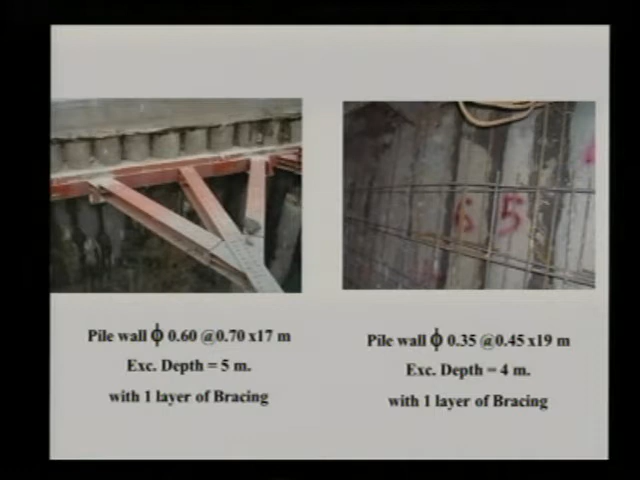 65
Pile wall ϕ 0.60 @0.70 x17 m
Exc. Depth = 5 m.
with 1 layer of Bracing
Pile wall ϕ 0.35 @0.45 x19 m
Exc. Depth = 4 m.
with 1 layer of Bracing